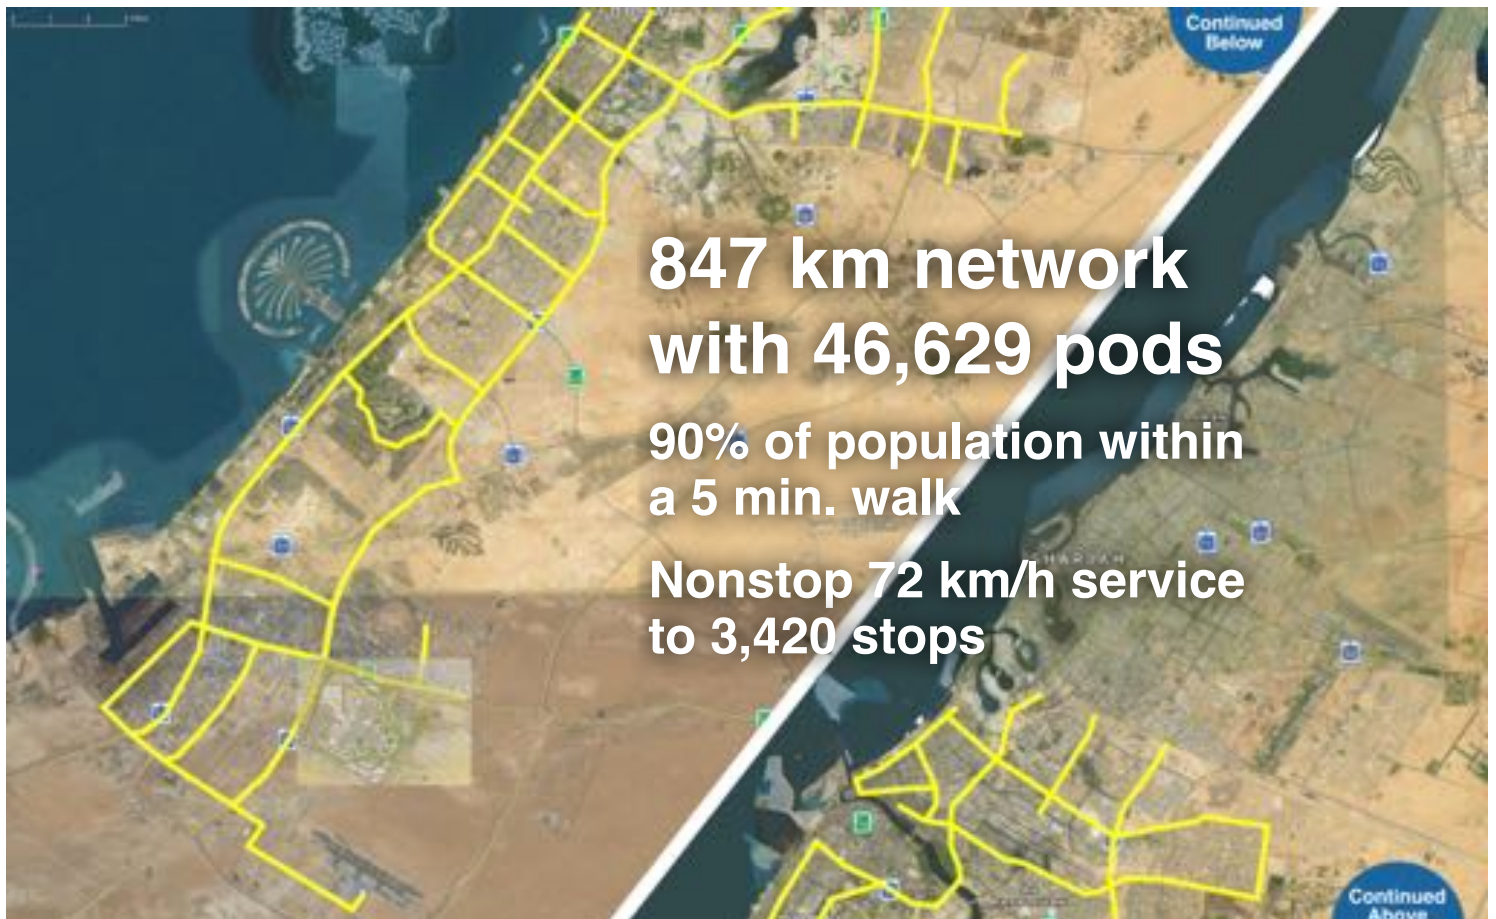 Continued
Below
847 km network
with 46,629 pods
90% of population within
a 5 min. walk
Nonstop 72 km/h service
to 3,420 stops
Continued
Above